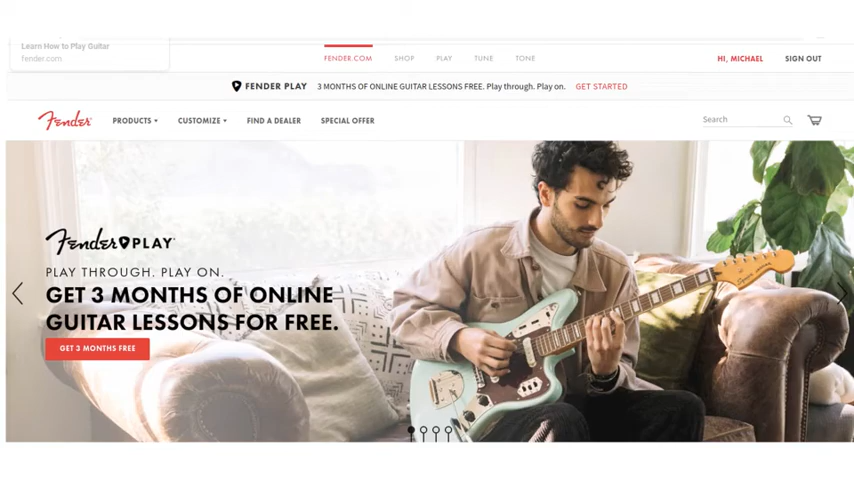 Learn How to Play Guitar
fender.com
FENDER.COM SHOP PLAY TUNE TONE HI, MICHAEL SIGN OUT
FENDER PLAY 3 MONTHS OF ONLINE GUITAR LESSONS FREE. Play through. Play on. GET STARTED
Fender PRODUCTS CUSTOMIZE FIND A DEALER SPECIAL OFFER Search
Fender PLAY
PLAY THROUGH. PLAY ON.
GET 3 MONTHS OF ONLINE
GUITAR LESSONS FOR FREE.
GET 3 MONTHS FREE